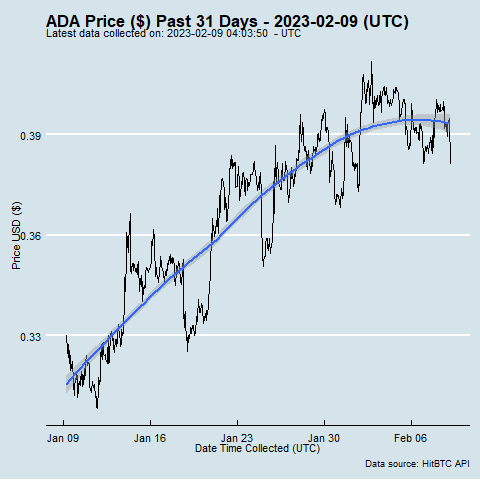 ADA Price ($) Past 31 Days - 2023-02-09 (UTC)
Latest data collected on: 2023-02-09 04:03:50  - UTC
0.39
0.36
0.33
Price USD ($)
Jan 09 Jan 16 Jan 23 Jan 30 Feb 06
Date Time Collected (UTC)
Data source: HitBTC API